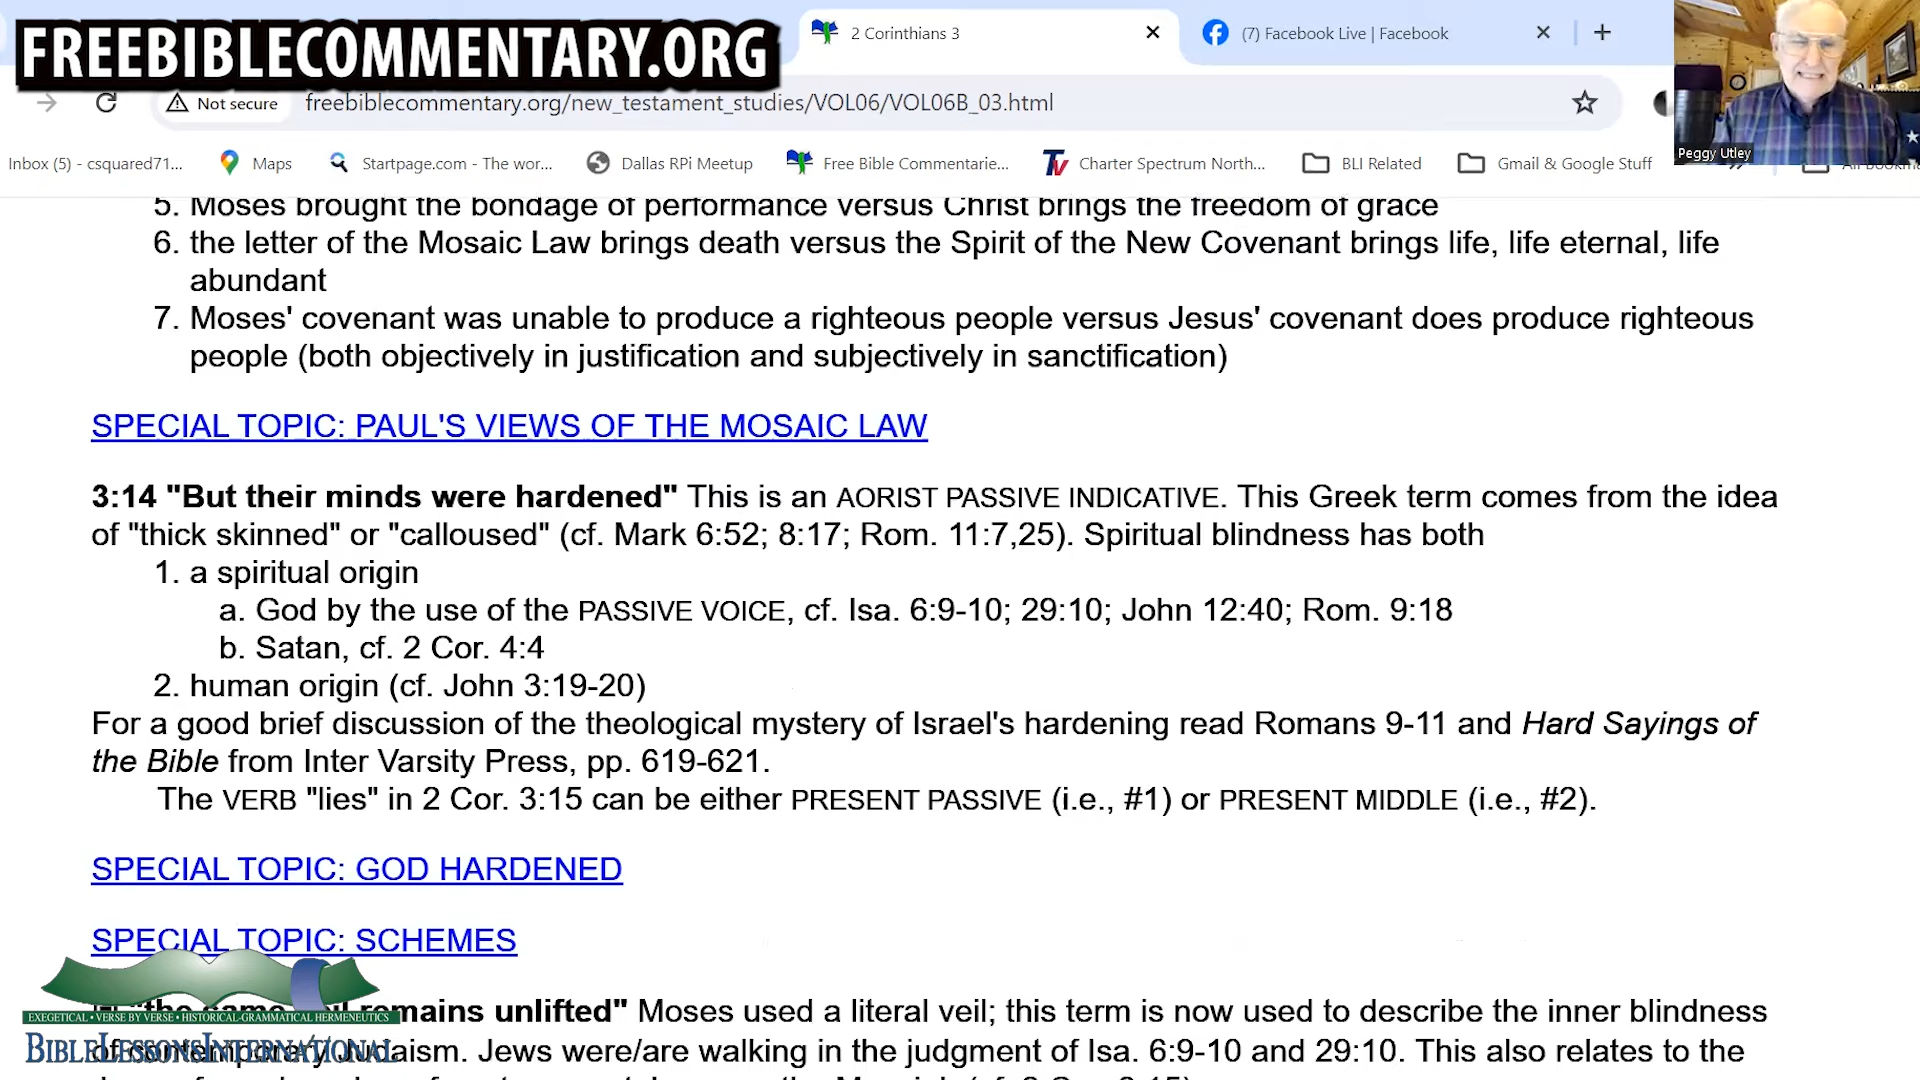 FREEBIBLECOMMENTARY.ORG
2 Corinthians 3
(7) Facebook Live | Facebook
Not secure
freebiblecommentary.org/new_testament_studies/VOL06/VOL06B_03.html
Peggy Utley
Inbox (5) - csquared71...
Maps
Startpage.com - The wor...
Dallas RPi Meetup
Free Bible Commentarie...
Charter Spectrum North...
BLI Related
Gmail & Google Stuff
5. Moses brought the bondage of performance versus Christ brings the freedom of grace
6. the letter of the Mosaic Law brings death versus the Spirit of the New Covenant brings life, life eternal, life
abundant
7. Moses' covenant was unable to produce a righteous people versus Jesus' covenant does produce righteous
people (both objectively in justification and subjectively in sanctification)
SPECIAL TOPIC: PAUL'S VIEWS OF THE MOSAIC LAW
3:14 "But their minds were hardened" This is an AORIST PASSIVE INDICATIVE. This Greek term comes from the idea
of "thick skinned" or "calloused" (cf. Mark 6:52; 8:17; Rom. 11:7,25). Spiritual blindness has both
1. a spiritual origin
a. God by the use of the PASSIVE VOICE, cf. Isa. 6:9-10; 29:10; John 12:40; Rom. 9:18
b. Satan, cf. 2 Cor. 4:4
2. human origin (cf. John 3:19-20)
For a good brief discussion of the theological mystery of Israel's hardening read Romans 9-11 and Hard Sayings of
the Bible from Inter Varsity Press, pp. 619-621.
The VERB "lies" in 2 Cor. 3:15 can be either PRESENT PASSIVE (i.e., #1) or PRESENT MIDDLE (i.e., #2).
SPECIAL TOPIC: GOD HARDENED
SPECIAL TOPIC: SCHEMES
remains unlifted" Moses used a literal veil; this term is now used to describe the inner blindness
of contemporary Judaism. Jews were/are walking in the judgment of Isa. 6:9-10 and 29:10. This also relates to the
EXEGETICAL • VERSE BY VERSE • HISTORICAL-GRAMMATICAL HERMENEUTICS
BIBLELESSONSINTERNATIONAL